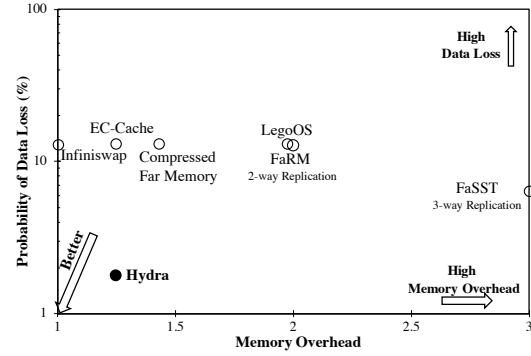 100
High
Data Loss
Probability of Data Loss (%)
EC-Cache
LegoOS
Infiniswap
Compressed
Far Memory
FaRM
2-way Replication
10
FaSST
3-way Replication
Better
Hydra
High
Memory Overhead
1
1
1.5
2
2.5
3
Memory Overhead